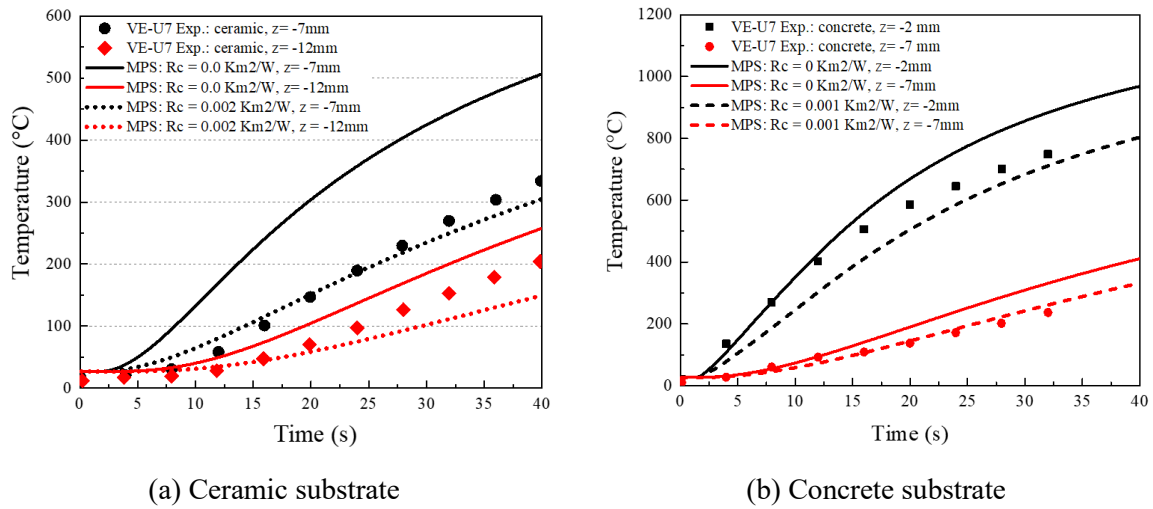 600
500
400
300
200
100
0
Temperature (°C)
VE-U7 Exp.: ceramic, z= -7mm
VE-U7 Exp.: ceramic, z= -12mm
MPS: Rc = 0.0 Km2/W, z= -7mm
MPS: Rc = 0.0 Km2/W, z= -12mm
MPS: Rc = 0.002 Km2/W, z = -7mm
MPS: Rc = 0.002 Km2/W, z = -12mm
0 5 10 15 20 25 30 35 40
Time (s)
(a) Ceramic substrate
1200
1000
800
600
400
200
0
Temperature (°C)
VE-U7 Exp.: concrete, z= -2 mm
VE-U7 Exp.: concrete, z= -7 mm
MPS: Rc = 0 Km2/W, z= -2mm
MPS: Rc = 0 Km2/W, z= -7mm
MPS: Rc = 0.001 Km2/W, z= -2mm
MPS: Rc = 0.001 Km2/W, z = -7mm
0 5 10 15 20 25 30 35 40
Time (s)
(b) Concrete substrate